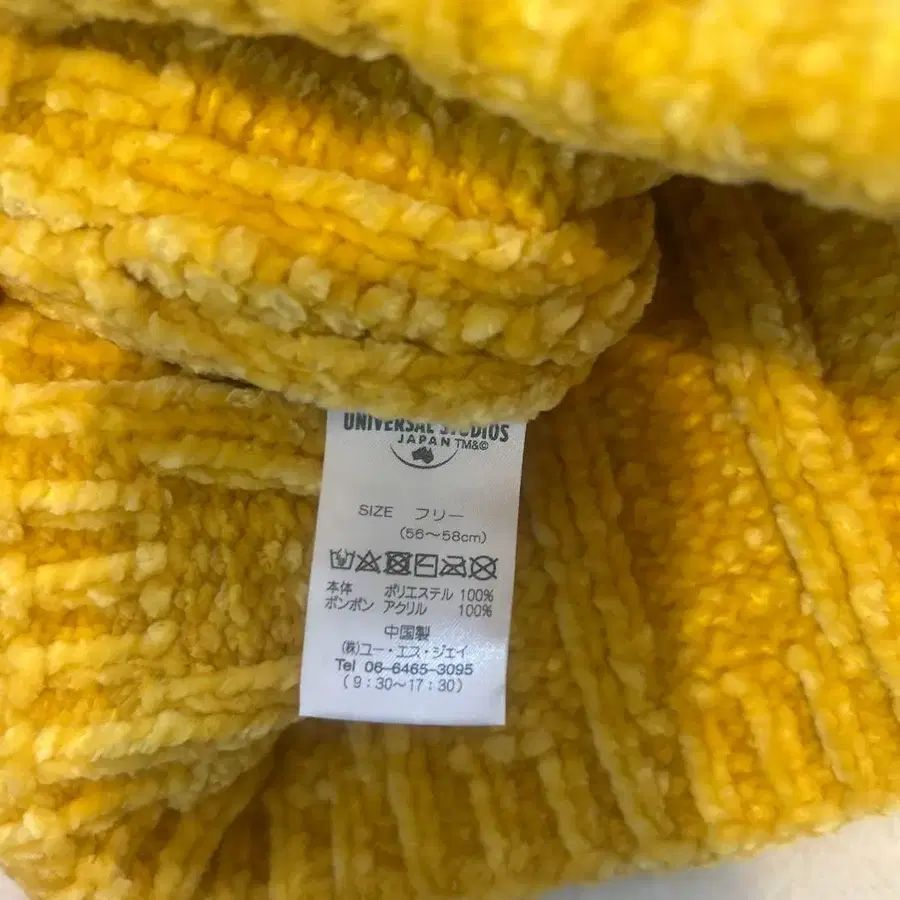 UNIVERSAL STUDIOS
JAPAN TM&©
SIZE フリー
(56～58cm)
本体 ポリエステル 100%
ボンボン アクリル 100%
中国製
(株)ユー・エス・ジェイ
Tel 06-6465-3095
(9:30～17:30)